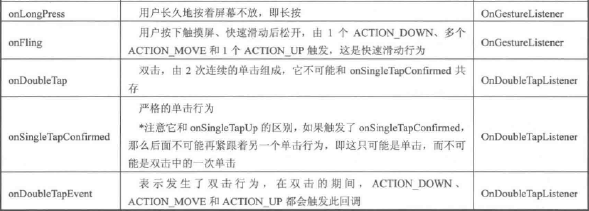 onLongPress 用户长久地按着屏幕不放，即长按 OnGestureListener
onFling 用户按下触摸屏、快速滑动后松开，由 1 个 ACTION_DOWN、多个 ACTION_MOVE 和 1 个 ACTION_UP 触发，这是快速滑动行为 OnGestureListener
onDoubleTap 双击，由 2 次连续的单击组成，它不可能和 onSingleTapConfirmed 共存 OnDoubleTapListener
onSingleTapConfirmed 严格的单击行为
*注意它和 onSingleTapUp 的区别，如果触发了 onSingleTapConfirmed，
那么后面不可能再紧跟着另一个单击行为，即这只可能是单击，而不可
能是双击中的一次单击 OnDoubleTapListener
onDoubleTapEvent 表示发生了双击行为，在双击的期间，ACTION_DOWN、
ACTION_MOVE 和 ACTION_UP 都会触发此回调 OnDoubleTapListener